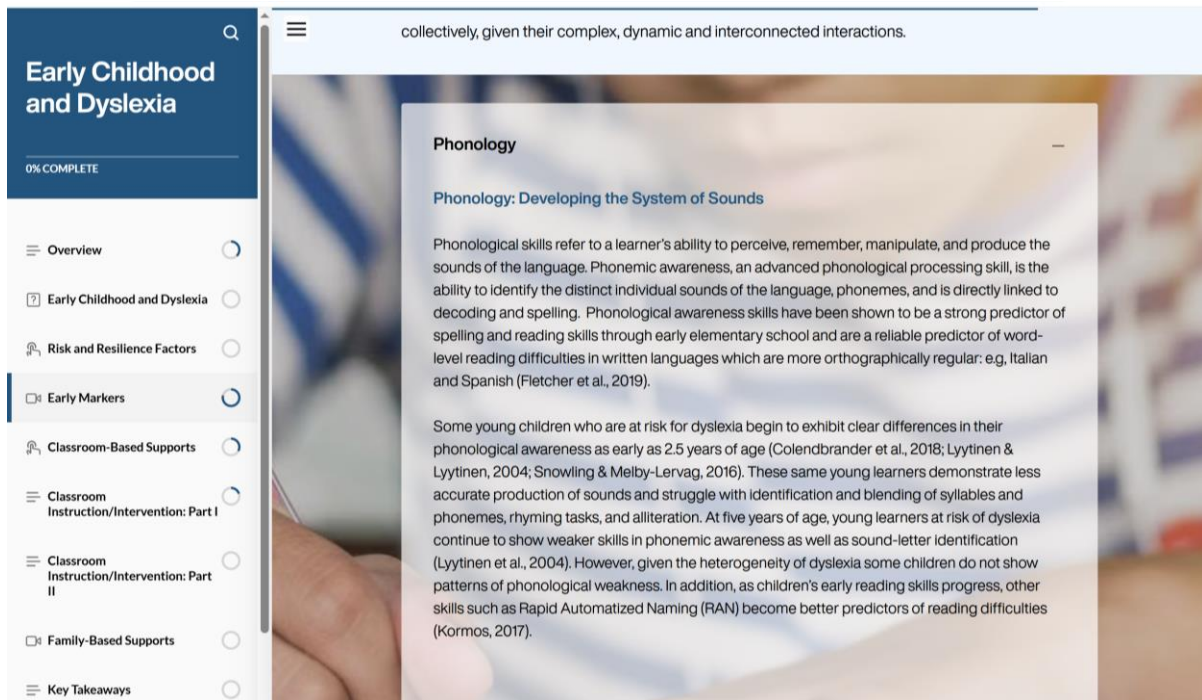 Early Childhood
and Dyslexia
0% COMPLETE
Overview
Early Childhood and Dyslexia
Risk and Resilience Factors
Early Markers
Classroom-Based Supports
Classroom
Instruction/Intervention: Part I
Classroom
Instruction/Intervention: Part
II
Family-Based Supports
Key Takeaways
collectively, given their complex, dynamic and interconnected interactions.
Phonology
Phonology: Developing the System of Sounds
Phonological skills refer to a learner's ability to perceive, remember, manipulate, and produce the
sounds of the language. Phonemic awareness, an advanced phonological processing skill, is the
ability to identify the distinct individual sounds of the language, phonemes, and is directly linked to
decoding and spelling. Phonological awareness skills have been shown to be a strong predictor of
spelling and reading skills through early elementary school and are a reliable predictor of word-
level reading difficulties in written languages which are more orthographically regular: e.g, Italian
and Spanish (Fletcher et al., 2019).
Some young children who are at risk for dyslexia begin to exhibit clear differences in their
phonological awareness as early as 2.5 years of age (Colendbrander et al., 2018; Lyytinen &
Lyytinen, 2004; Snowling & Melby-Lervag, 2016). These same young learners demonstrate less
accurate production of sounds and struggle with identification and blending of syllables and
phonemes, rhyming tasks, and alliteration. At five years of age, young learners at risk of dyslexia
continue to show weaker skills in phonemic awareness as well as sound-letter identification
(Lyytinen et al., 2004). However, given the heterogeneity of dyslexia some children do not show
patterns of phonological weakness. In addition, as children's early reading skills progress, other
skills such as Rapid Automatized Naming (RAN) become better predictors of reading difficulties
(Kormos, 2017).